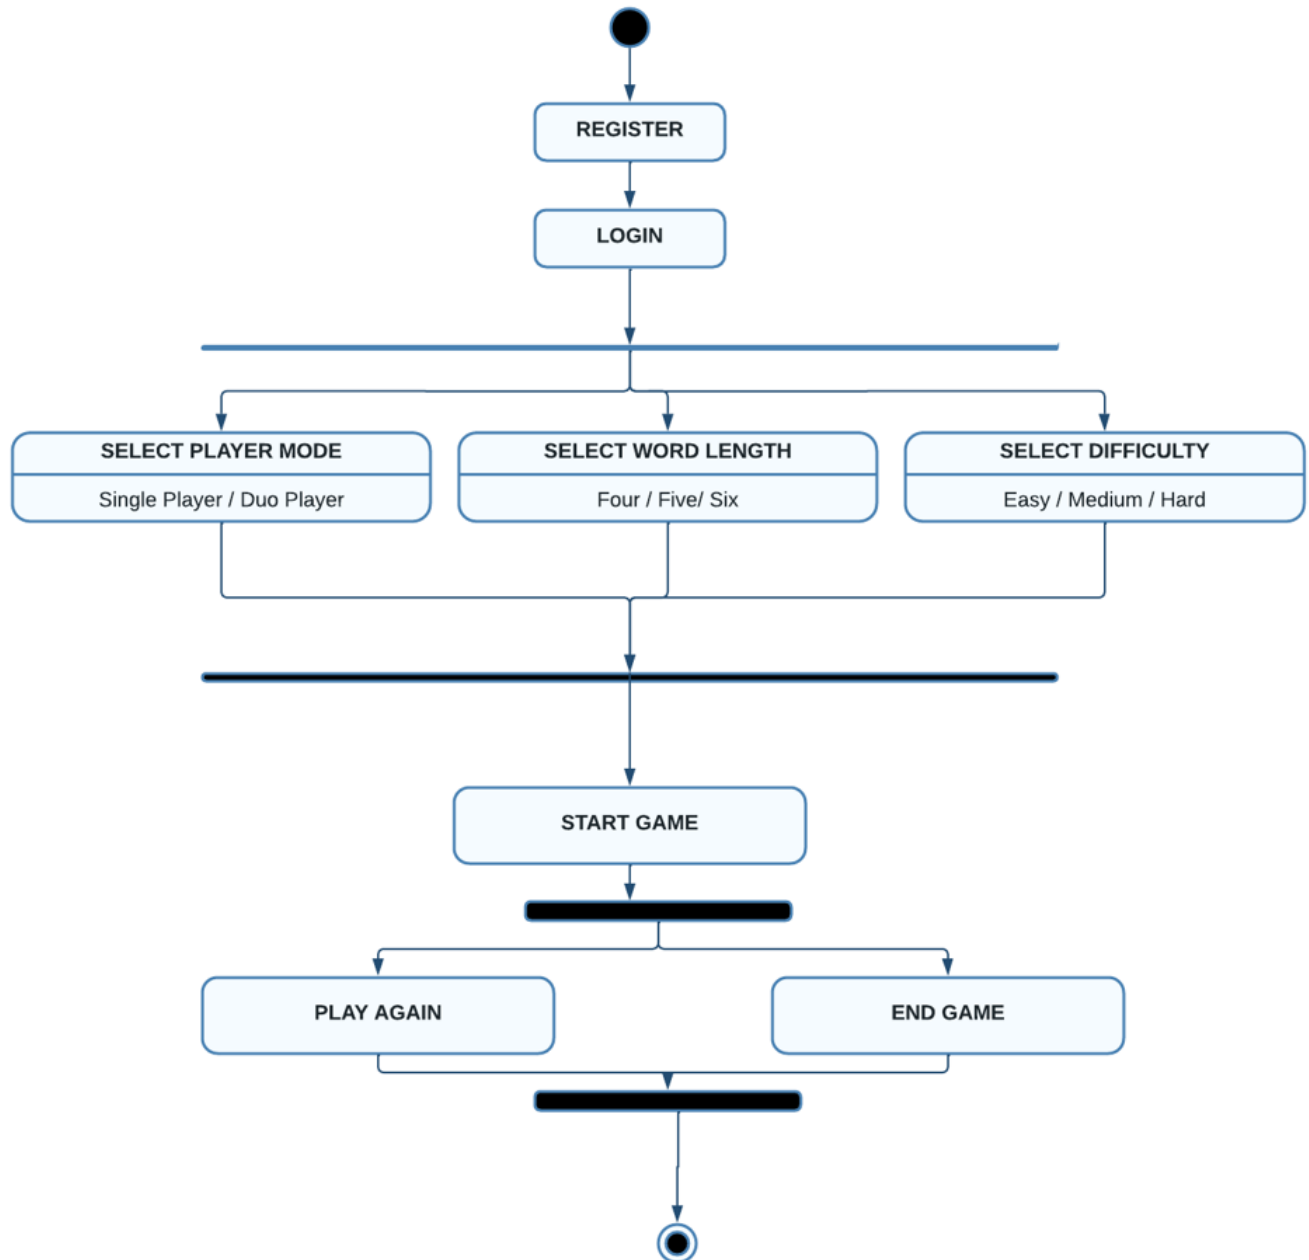 REGISTER
LOGIN
SELECT PLAYER MODE
Single Player / Duo Player
SELECT WORD LENGTH
Four / Five/ Six
SELECT DIFFICULTY
Easy / Medium / Hard
START GAME
PLAY AGAIN
END GAME